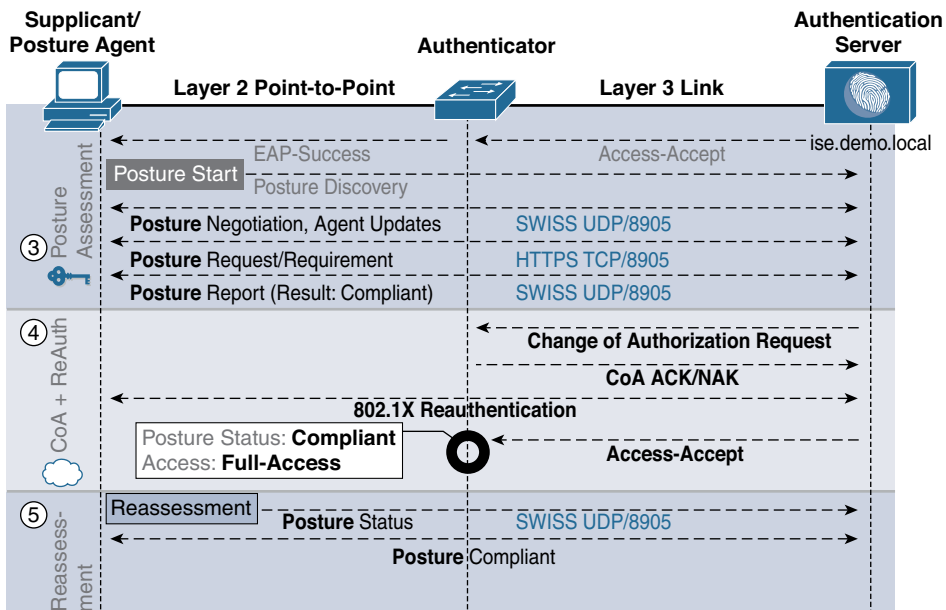 Supplicant/
Posture Agent
Authenticator
Authentication
Server
Layer 2 Point-to-Point
Layer 3 Link
ise.demo.local
EAP-Success
Access-Accept
Posture Start
Posture Discovery
3
Posture
Assessment
Posture Negotiation, Agent Updates
SWISS UDP/8905
Posture Request/Requirement
HTTPS TCP/8905
Posture Report (Result: Compliant)
SWISS UDP/8905
4
CoA + ReAuth
Change of Authorization Request
CoA ACK/NAK
802.1X Reauthentication
Posture Status: Compliant
Access: Full-Access
Access-Accept
5
Reassess-
ment
Reassessment
Posture Status
SWISS UDP/8905
Posture Compliant